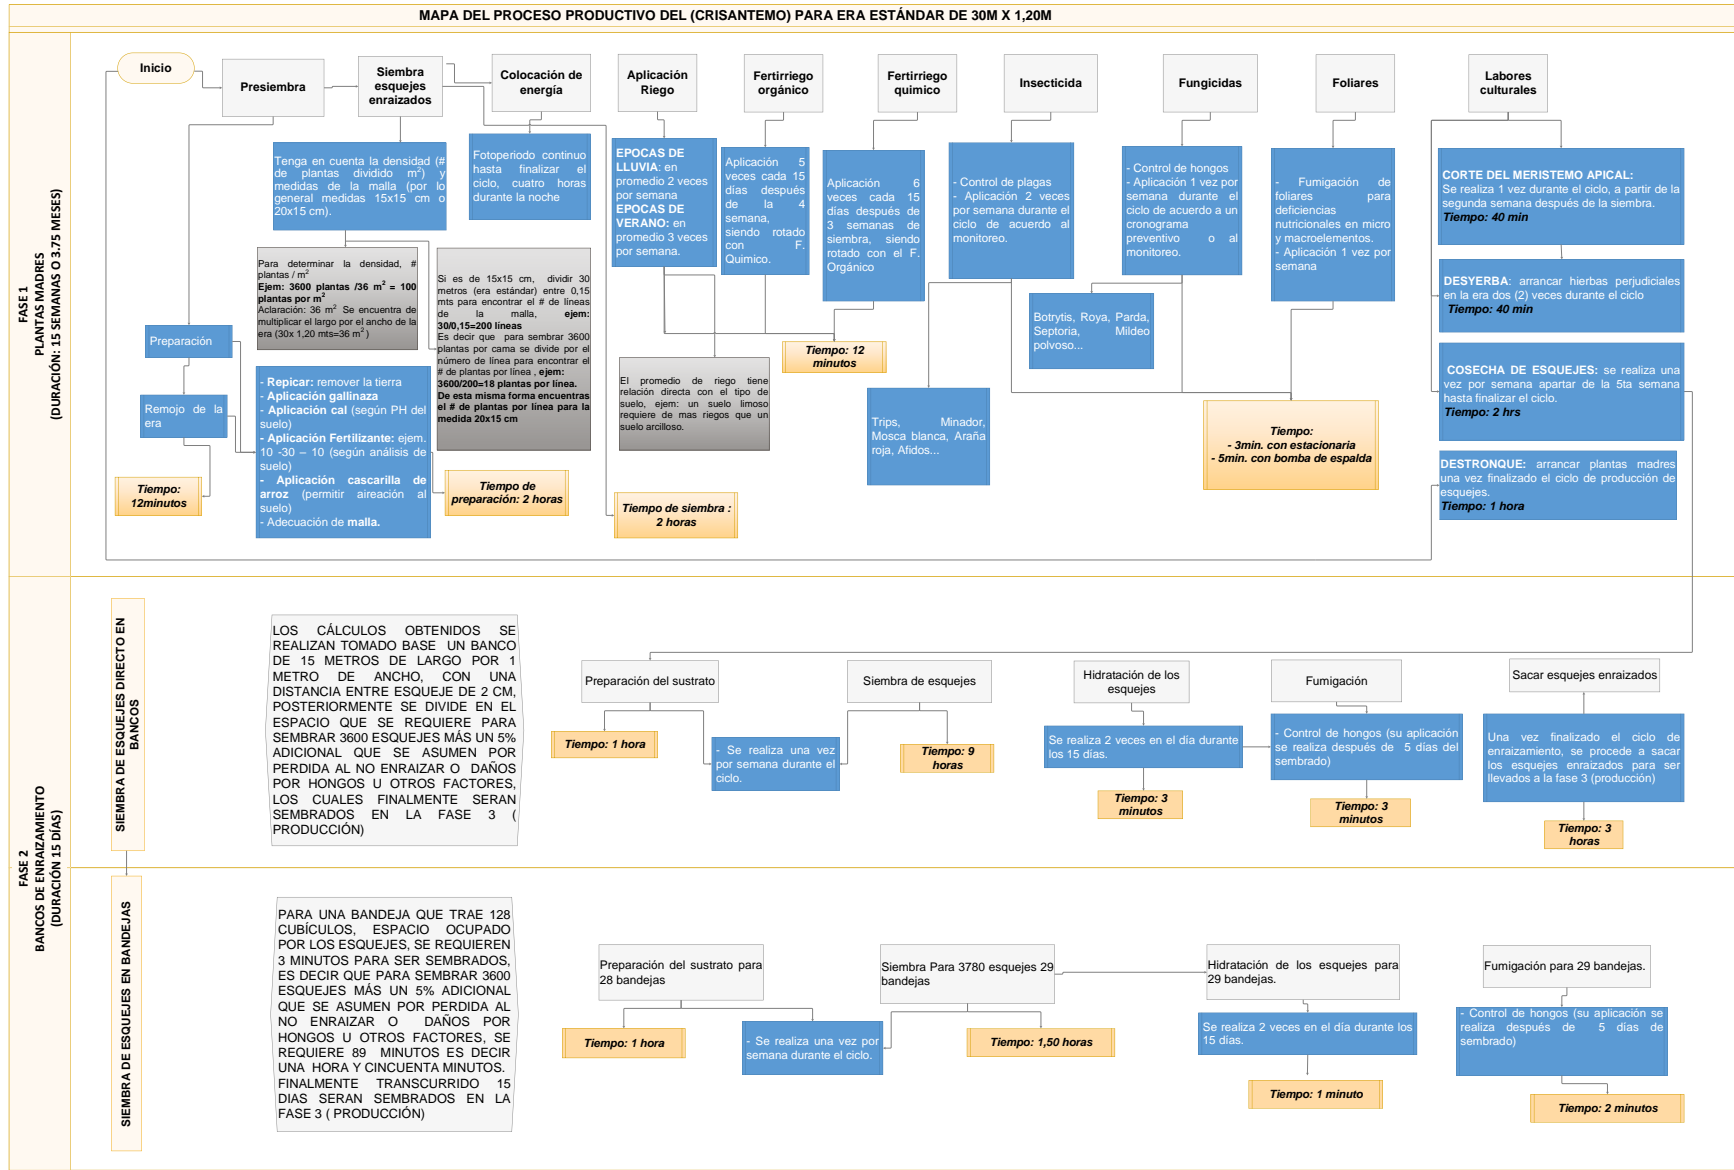 MAPA DEL PROCESO PRODUCTIVO DEL (CRISANTEMO) PARA ERA ESTÁNDAR DE 30M X 1,20M
FASE 1
PLANTAS MADRES
(DURACIÓN: 15 SEMANAS O 3.75 MESES)
Inicio
Presiembra
Siembra
esquejes
enraizados
Colocación de
energía
Aplicación
Riego
Fertirriego
orgánico
Fertirriego
quimico
Insecticida
Fungicidas
Foliares
Labores
culturales
Tenga en cuenta la densidad (#
de plantas dividido m²) y
medidas de la malla (por lo
general medidas 15x15 cm o
20x15 cm).
Fotoperiodo continuo
hasta finalizar el
ciclo, cuatro horas
durante la noche
EPOCAS DE
LLUVIA: en
promedio 2 veces
por semana
EPOCAS DE
VERANO: en
promedio 3 veces
por semana.
Aplicación 5
veces cada 15
días después
de la 4
semana,
siendo rotado
con F.
Quimico.
Aplicación 6
veces cada 15
días después de
3 semanas de
siembra, siendo
rotado con el F.
Orgánico
- Control de plagas
- Aplicación 2 veces
por semana durante el
ciclo de acuerdo al
monitoreo.
- Control de hongos
- Aplicación 1 vez por
semana durante el
ciclo de acuerdo a un
cronograma
preventivo o al
monitoreo.
- Fumigación de
foliares para
deficiencias
nutricionales en micro
y macroelementos.
- Aplicación 1 vez por
semana
CORTE DEL MERISTEMO APICAL:
Se realiza 1 vez durante el ciclo, a partir de la
segunda semana después de la siembra.
Tiempo: 40 min
DESYERBA: arrancar hierbas perjudiciales
en la era dos (2) veces durante el ciclo
Tiempo: 40 min
COSECHA DE ESQUEJES: se realiza una
vez por semana apartar de la 5ta semana
hasta finalizar el ciclo.
Tiempo: 2 hrs
DESTRONQUE: arrancar plantas madres
una vez finalizado el ciclo de producción de
esquejes.
Tiempo: 1 hora
Para determinar la densidad, #
plantas / m²
Ejem: 3600 plantas /36 m² = 100
plantas por m²
Aclaración: 36 m² Se encuentra de
multiplicar el largo por el ancho de la
era (30x 1,20 mts=36 m² )
Si es de 15x15 cm, dividir 30
metros (era estándar) entre 0,15
mts para encontrar el # de líneas
de la malla, ejem:
30/0,15=200 líneas
Es decir que para sembrar 3600
plantas por cama se divide por el
número de línea para encontrar el
# de plantas por línea , ejem:
3600/200=18 plantas por línea.
De esta misma forma encuentras
el # de plantas por línea para la
medida 20x15 cm
Preparación
Remojo de la
era
Tiempo:
12minutos
- Repicar: remover la tierra
- Aplicación gallinaza
- Aplicación cal (según PH del
suelo)
- Aplicación Fertilizante: ejem.
10 -30 – 10 (según análisis de
suelo)
- Aplicación cascarilla de
arroz (permitir aireación al
suelo)
- Adecuación de malla.
Tiempo de
preparación: 2 horas
Tiempo de siembra :
2 horas
El promedio de riego tiene
relación directa con el tipo de
suelo, ejem: un suelo limoso
requiere de mas riegos que un
suelo arcilloso.
Tiempo: 12
minutos
Trips, Minador,
Mosca blanca, Araña
roja, Afidos...
Botrytis, Roya, Parda,
Septoria, Mildeo
polvoso...
Tiempo:
- 3min. con estacionaria
- 5min. con bomba de espalda
FASE 2
BANCOS DE ENRAIZAMIENTO
(DURACIÓN 15 DÍAS)
SIEMBRA DE ESQUEJES DIRECTO EN
BANCOS
LOS CÁLCULOS OBTENIDOS SE
REALIZAN TOMADO BASE UN BANCO
DE 15 METROS DE LARGO POR 1
METRO DE ANCHO, CON UNA
DISTANCIA ENTRE ESQUEJE DE 2 CM,
POSTERIORMENTE SE DIVIDE EN EL
ESPACIO QUE SE REQUIERE PARA
SEMBRAR 3600 ESQUEJES MÁS UN 5%
ADICIONAL QUE SE ASUMEN POR
PERDIDA AL NO ENRAIZAR O DAÑOS
POR HONGOS U OTROS FACTORES,
LOS CUALES FINALMENTE SERAN
SEMBRADOS EN LA FASE 3 (
PRODUCCIÓN)
Preparación del sustrato
Siembra de esquejes
Hidratación de los
esquejes
Fumigación
Sacar esquejes enraizados
Tiempo: 1 hora
- Se realiza una vez
por semana durante el
ciclo.
Tiempo: 9
horas
Se realiza 2 veces en el día durante
los 15 días.
Tiempo: 3
minutos
- Control de hongos (su aplicación
se realiza después de 5 días del
sembrado)
Tiempo: 3
minutos
Una vez finalizado el ciclo de
enraizamiento, se procede a sacar
los esquejes enraizados para ser
llevados a la fase 3 (producción)
Tiempo: 3
horas
SIEMBRA DE ESQUEJES EN BANDEJAS
PARA UNA BANDEJA QUE TRAE 128
CUBÍCULOS, ESPACIO OCUPADO
POR LOS ESQUEJES, SE REQUIEREN
3 MINUTOS PARA SER SEMBRADOS,
ES DECIR QUE PARA SEMBRAR 3600
ESQUEJES MÁS UN 5% ADICIONAL
QUE SE ASUMEN POR PERDIDA AL
NO ENRAIZAR O DAÑOS POR
HONGOS U OTROS FACTORES, SE
REQUIERE 89 MINUTOS ES DECIR
UNA HORA Y CINCUENTA MINUTOS.
FINALMENTE TRANSCURRIDO 15
DIAS SERAN SEMBRADOS EN LA
FASE 3 ( PRODUCCIÓN)
Preparación del sustrato para
28 bandejas
Siembra Para 3780 esquejes 29
bandejas
Hidratación de los esquejes para
29 bandejas.
Fumigación para 29 bandejas.
Tiempo: 1 hora
- Se realiza una vez por
semana durante el ciclo.
Tiempo: 1,50 horas
Se realiza 2 veces en el día durante los
15 días.
Tiempo: 1 minuto
- Control de hongos (su aplicación se
realiza después de 5 días de
sembrado)
Tiempo: 2 minutos